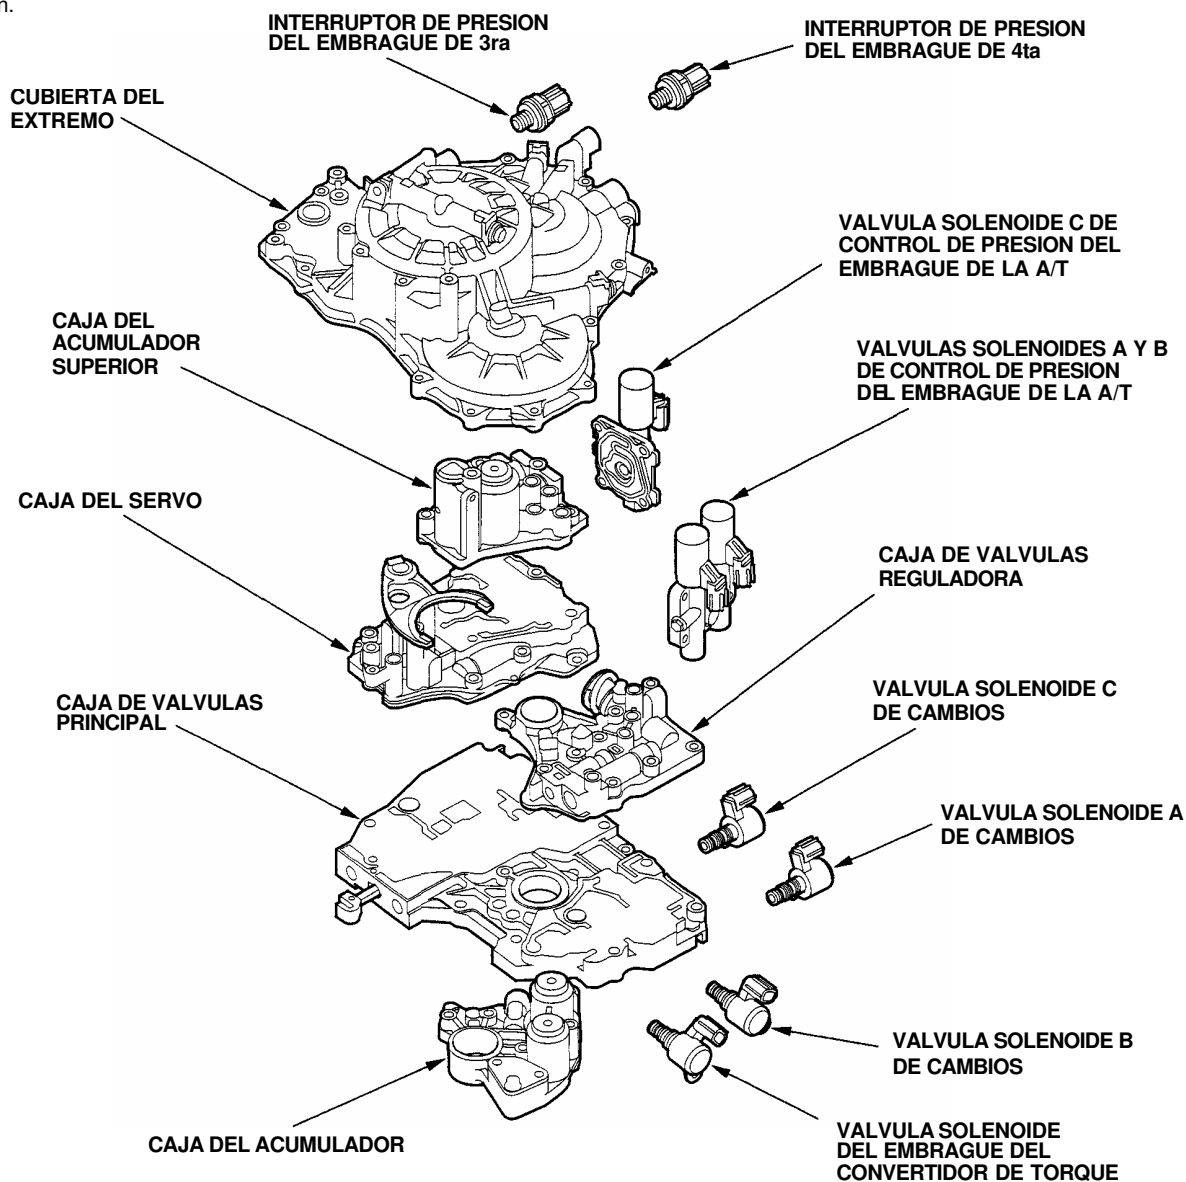 n.
INTERRUPTOR DE PRESION
DEL EMBRAGUE DE 3ra
INTERRUPTOR DE PRESION
DEL EMBRAGUE DE 4ta
CUBIERTA DEL
EXTREMO
VALVULA SOLENOIDE C DE
CONTROL DE PRESION DEL
EMBRAGUE DE LA A/T
CAJA DEL
ACUMULADOR
SUPERIOR
VALVULAS SOLENOIDES A Y B
DE CONTROL DE PRESION
DEL EMBRAGUE DE LA A/T
CAJA DEL SERVO
CAJA DE VALVULAS
REGULADORA
CAJA DE VALVULAS
PRINCIPAL
VALVULA SOLENOIDE C
DE CAMBIOS
VALVULA SOLENOIDE A
DE CAMBIOS
VALVULA SOLENOIDE B
DE CAMBIOS
CAJA DEL ACUMULADOR
VALVULA SOLENOIDE
DEL EMBRAGUE DEL
CONVERTIDOR DE TORQUE